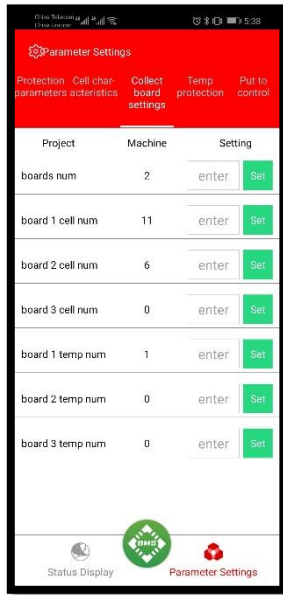 China Telecom
China Unicom
5:38
Parameter Settings
Protection parameters
Cell char-acteristics
Collect board settings
Temp protection
Put to control
Project Machine Setting
boards num 2 enter Set
board 1 cell num 11 enter Set
board 2 cell num 6 enter Set
board 3 cell num 0 enter Set
board 1 temp num 1 enter Set
board 2 temp num 0 enter Set
board 3 temp num 0 enter Set
BMS
Status Display Parameter Settings